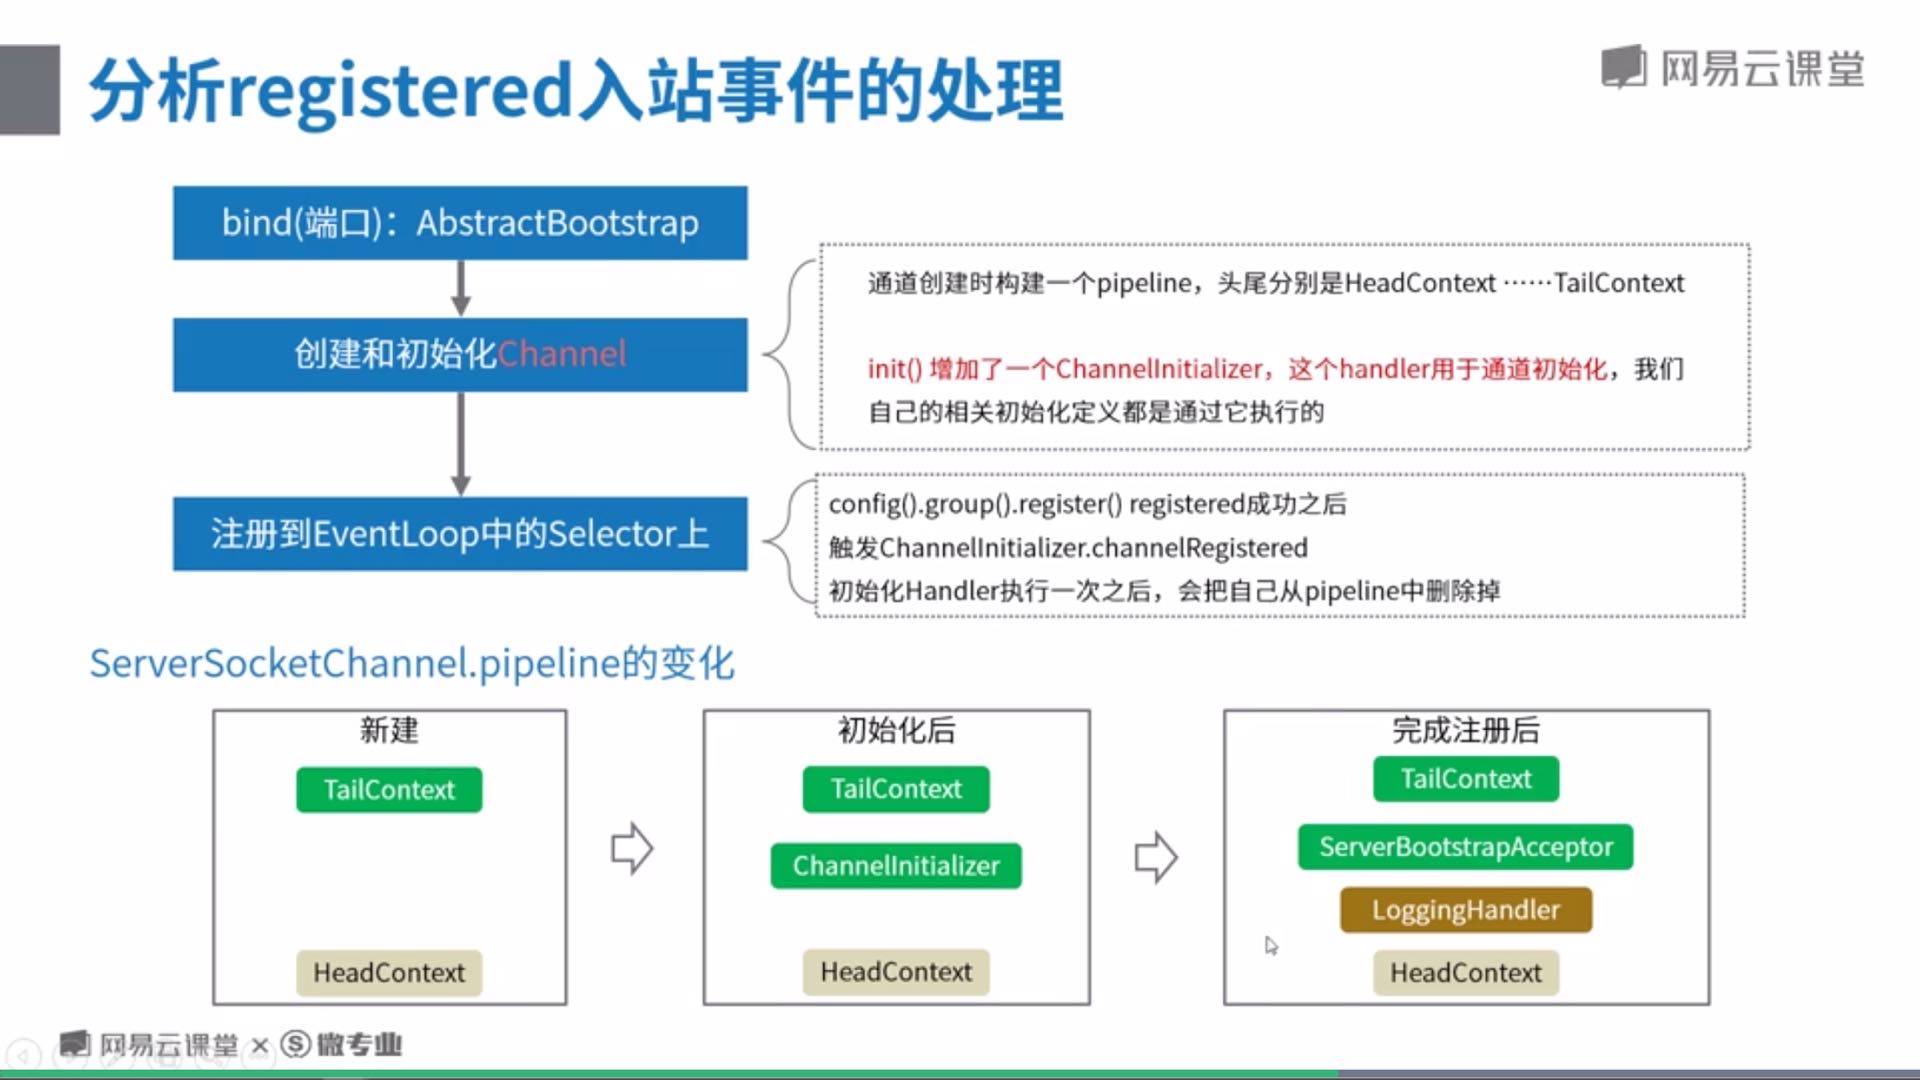 分析registered入站事件的处理
网易云课堂
bind(端口)：AbstractBootstrap
创建和初始化Channel
注册到EventLoop中的Selector上
通道创建时构建一个pipeline，头尾分别是HeadContext ······TailContext
init() 增加了一个ChannelInitializer，这个handler用于通道初始化，我们
自己的相关初始化定义都是通过它执行的
config().group().register() registered成功之后
触发ChannelInitializer.channelRegistered
初始化Handler执行一次之后，会把自己从pipeline中删除掉
ServerSocketChannel.pipeline的变化
新建
TailContext
HeadContext
初始化后
TailContext
ChannelInitializer
HeadContext
完成注册后
TailContext
ServerBootstrapAcceptor
LoggingHandler
HeadContext
网易云课堂 × 微专业